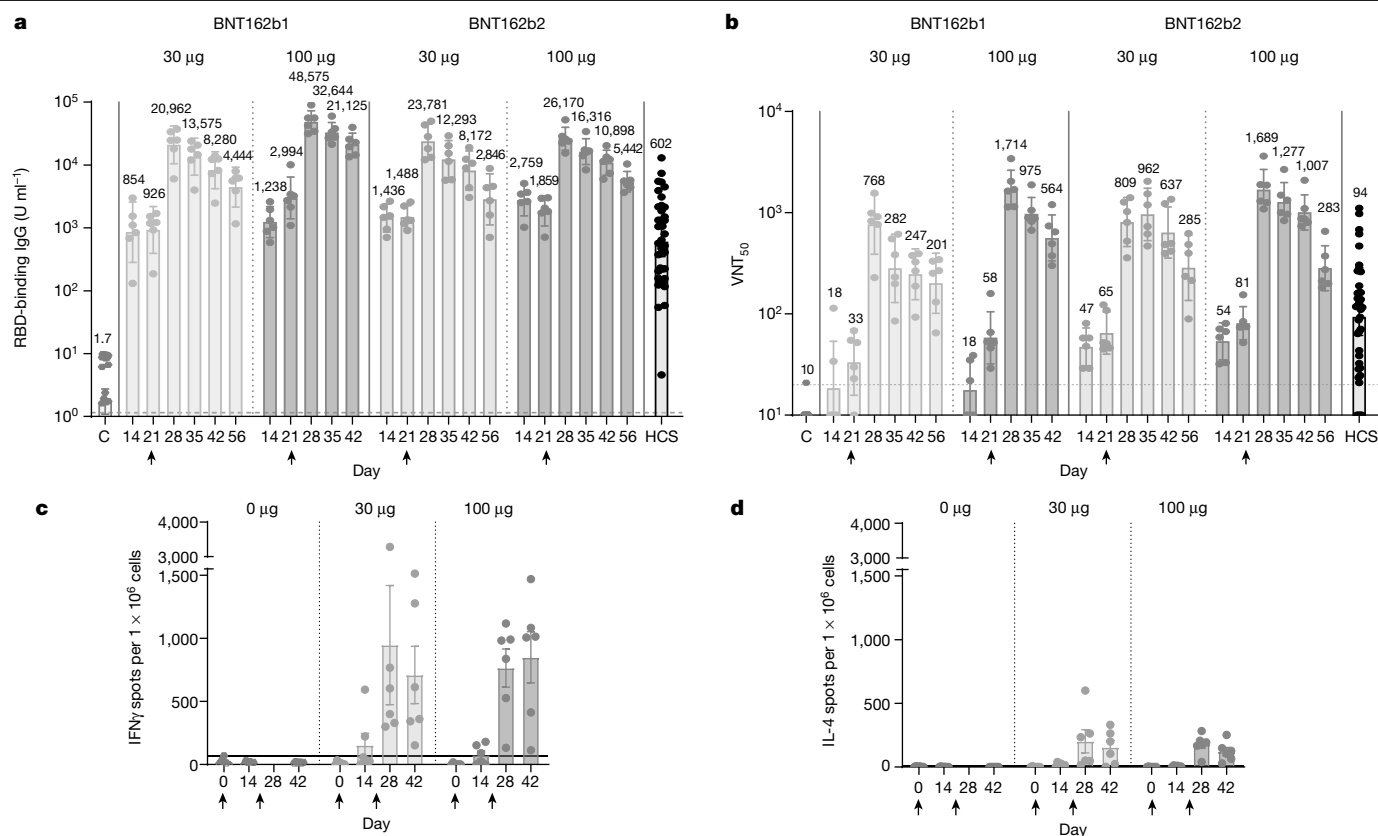 a
BNT162b1 BNT162b2
30 μg 100 μg 30 μg 100 μg
RBD-binding IgG (U ml⁻¹)
10⁵
10⁴
10³
10²
10¹
10⁰
1.7
854 926 20,962 13,575 8,280 4,444
1,238 2,994 48,575 32,644 21,125
1,436 1,488 23,781 12,293 8,172 2,846
2,759 1,859 26,170 16,316 10,898 5,442
602
C 14 21 28 35 42 56 14 21 28 35 42 14 21 28 35 42 56 14 21 28 35 42 56 HCS
Day
b
BNT162b1 BNT162b2
30 μg 100 μg 30 μg 100 μg
VNT₅₀
10⁴
10³
10²
10¹
10
18 33 768 282 247 201
18 58 1,714 975 564
47 65 809 962 637 285
54 81 1,689 1,277 1,007 283
94
C 14 21 28 35 42 56 14 21 28 35 42 14 21 28 35 42 56 14 21 28 35 42 56 HCS
Day
c
0 μg 30 μg 100 μg
IFNγ spots per 1 × 10⁶ cells
4,000
3,000
1,500
1,000
500
0
0 14 28 42 0 14 28 42 0 14 28 42
Day
d
0 μg 30 μg 100 μg
IL-4 spots per 1 × 10⁶ cells
4,000
3,000
1,500
1,000
500
0
0 14 28 42 0 14 28 42 0 14 28 42
Day